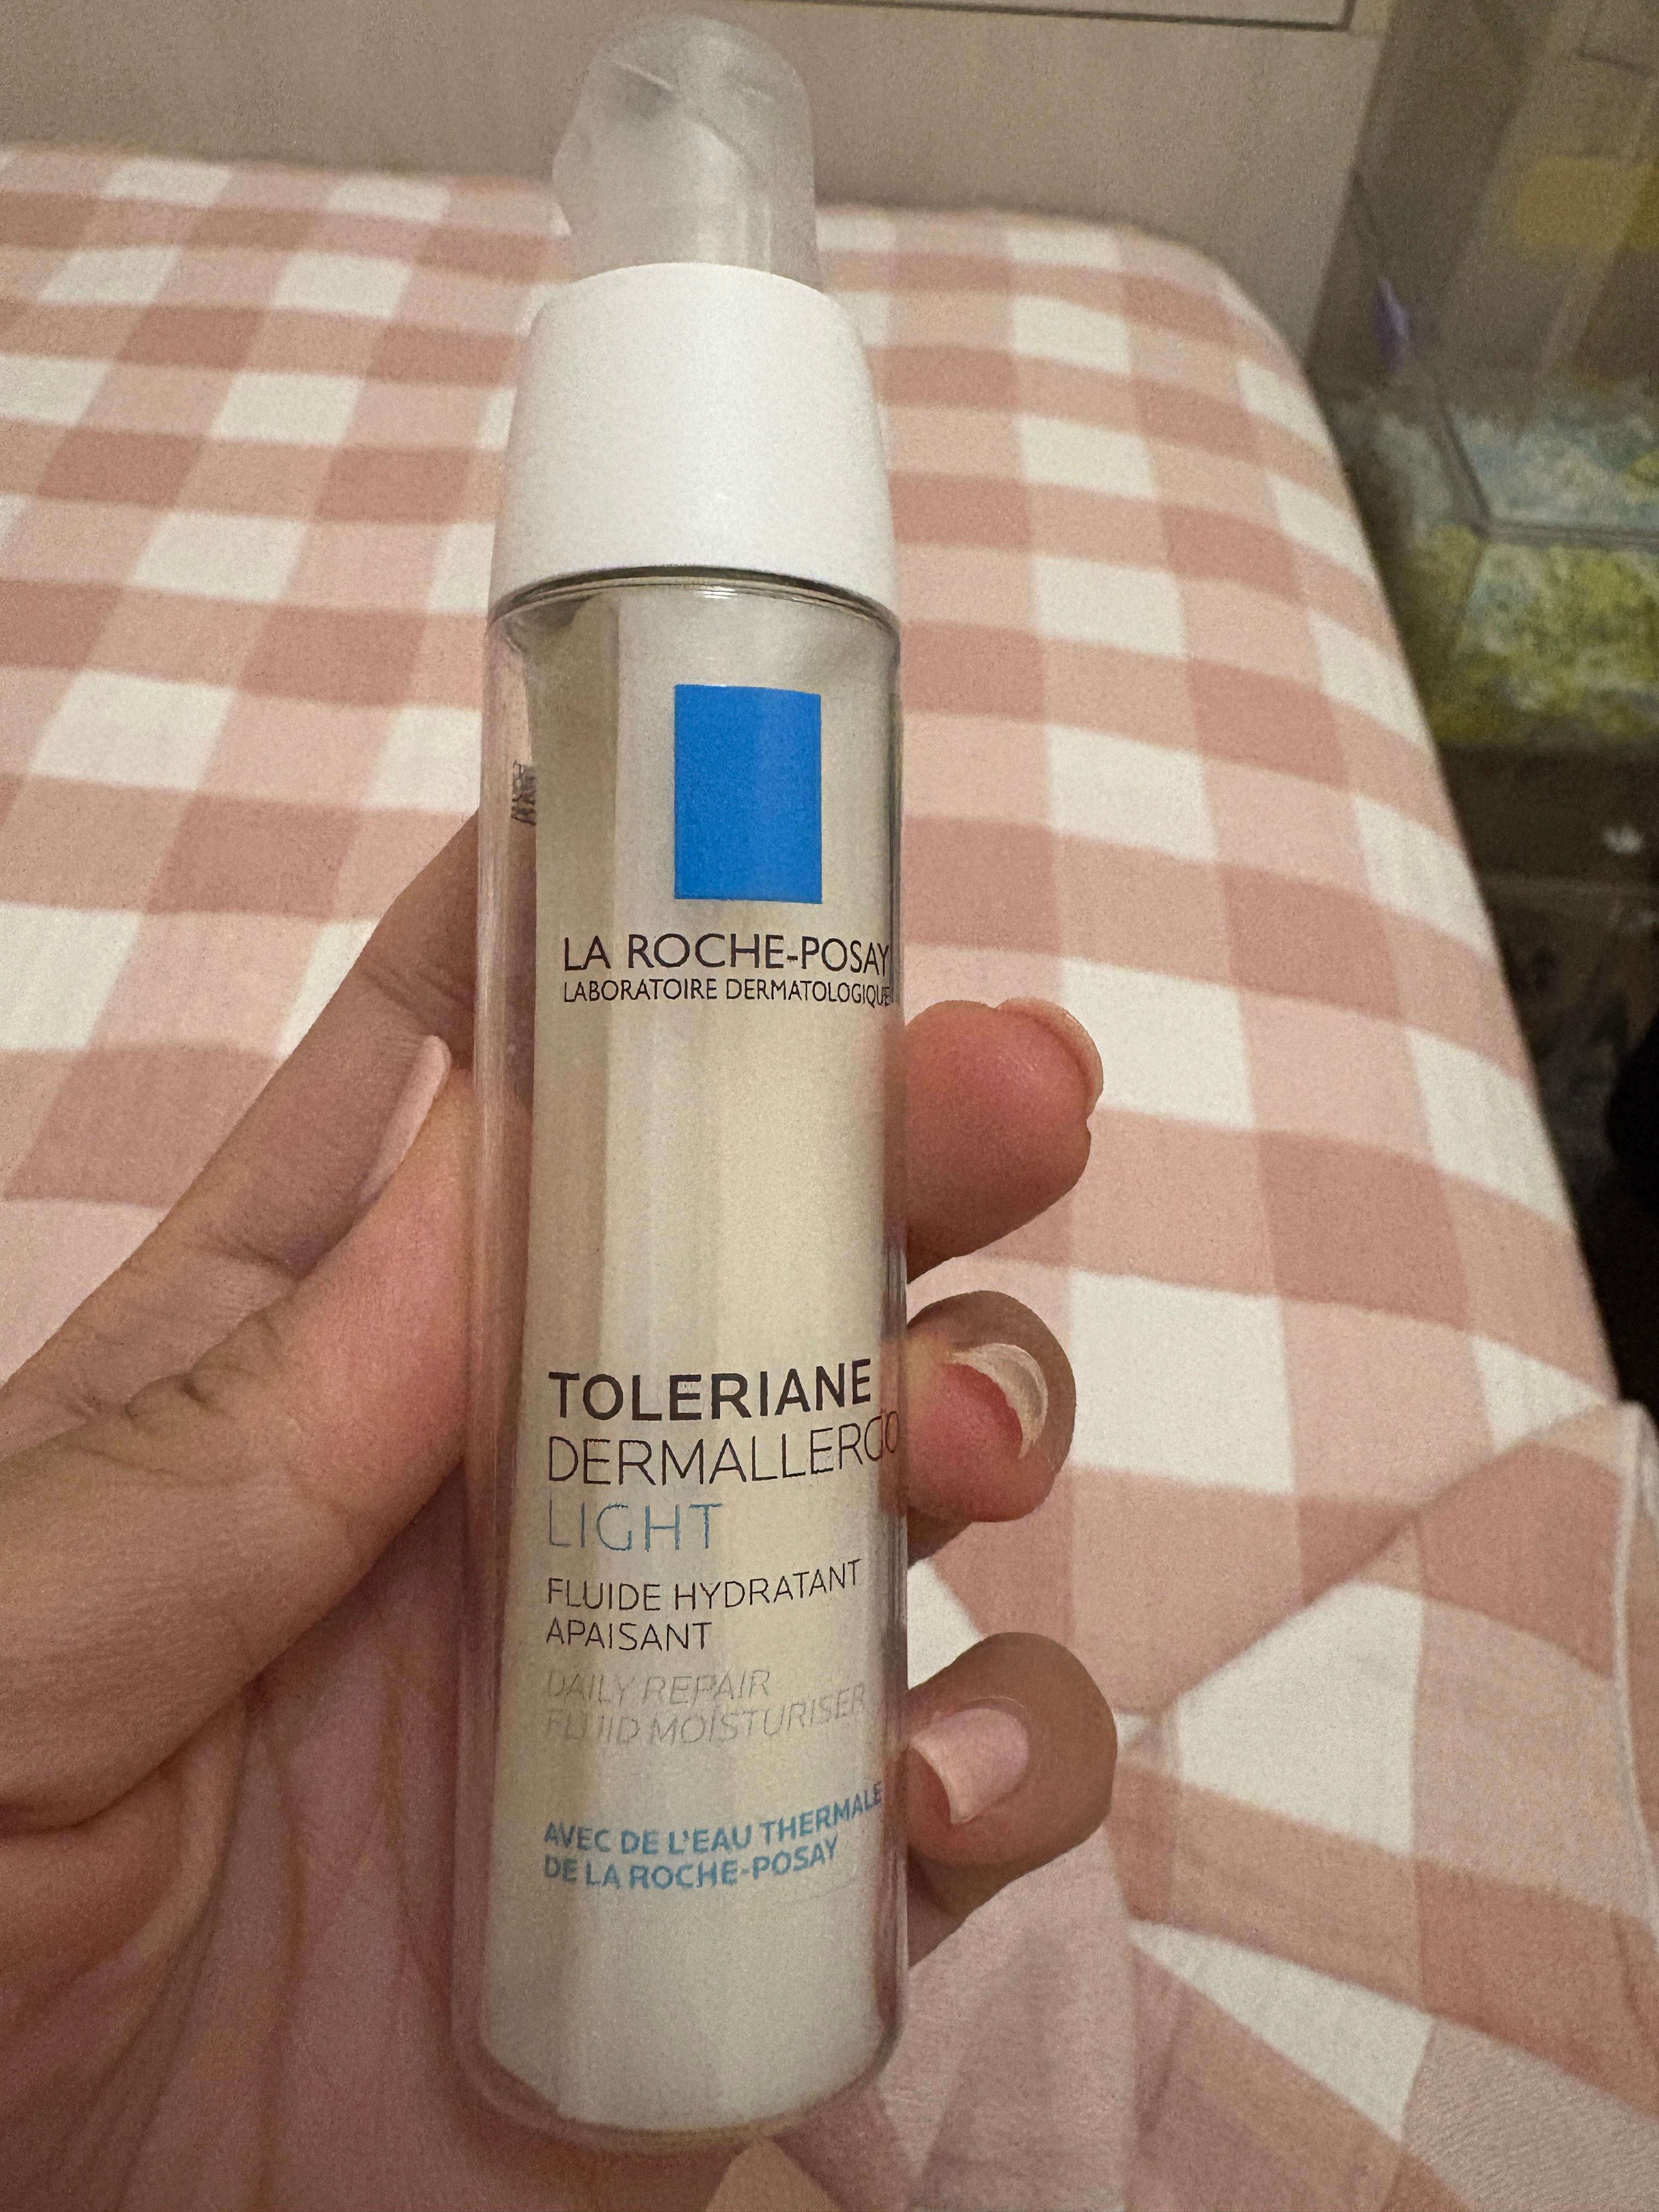 LA ROCHE-POSAY
LABORATOIRE DERMATOLOGIQUE
TOLERIANE
LIGHT
FLUIDE HYDRATANT
APAISANT
DAILY REPAIR
FLUID MOISTURISER
AVEC DE L'EAU THERMALE
DE LA ROCHE-POSAY